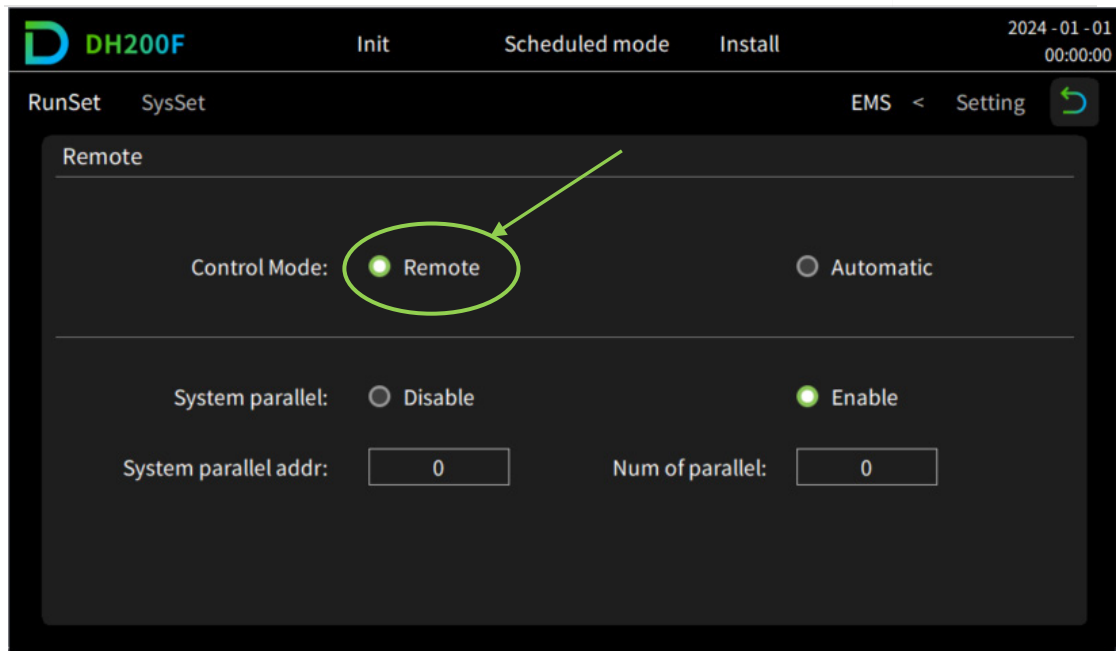 DH200F Init Scheduled mode Install 2024 - 01 - 01
00:00:00
RunSet SysSet EMS < Setting
Remote
Control Mode: Remote Automatic
System parallel: Disable Enable
System parallel addr: 0 Num of parallel: 0